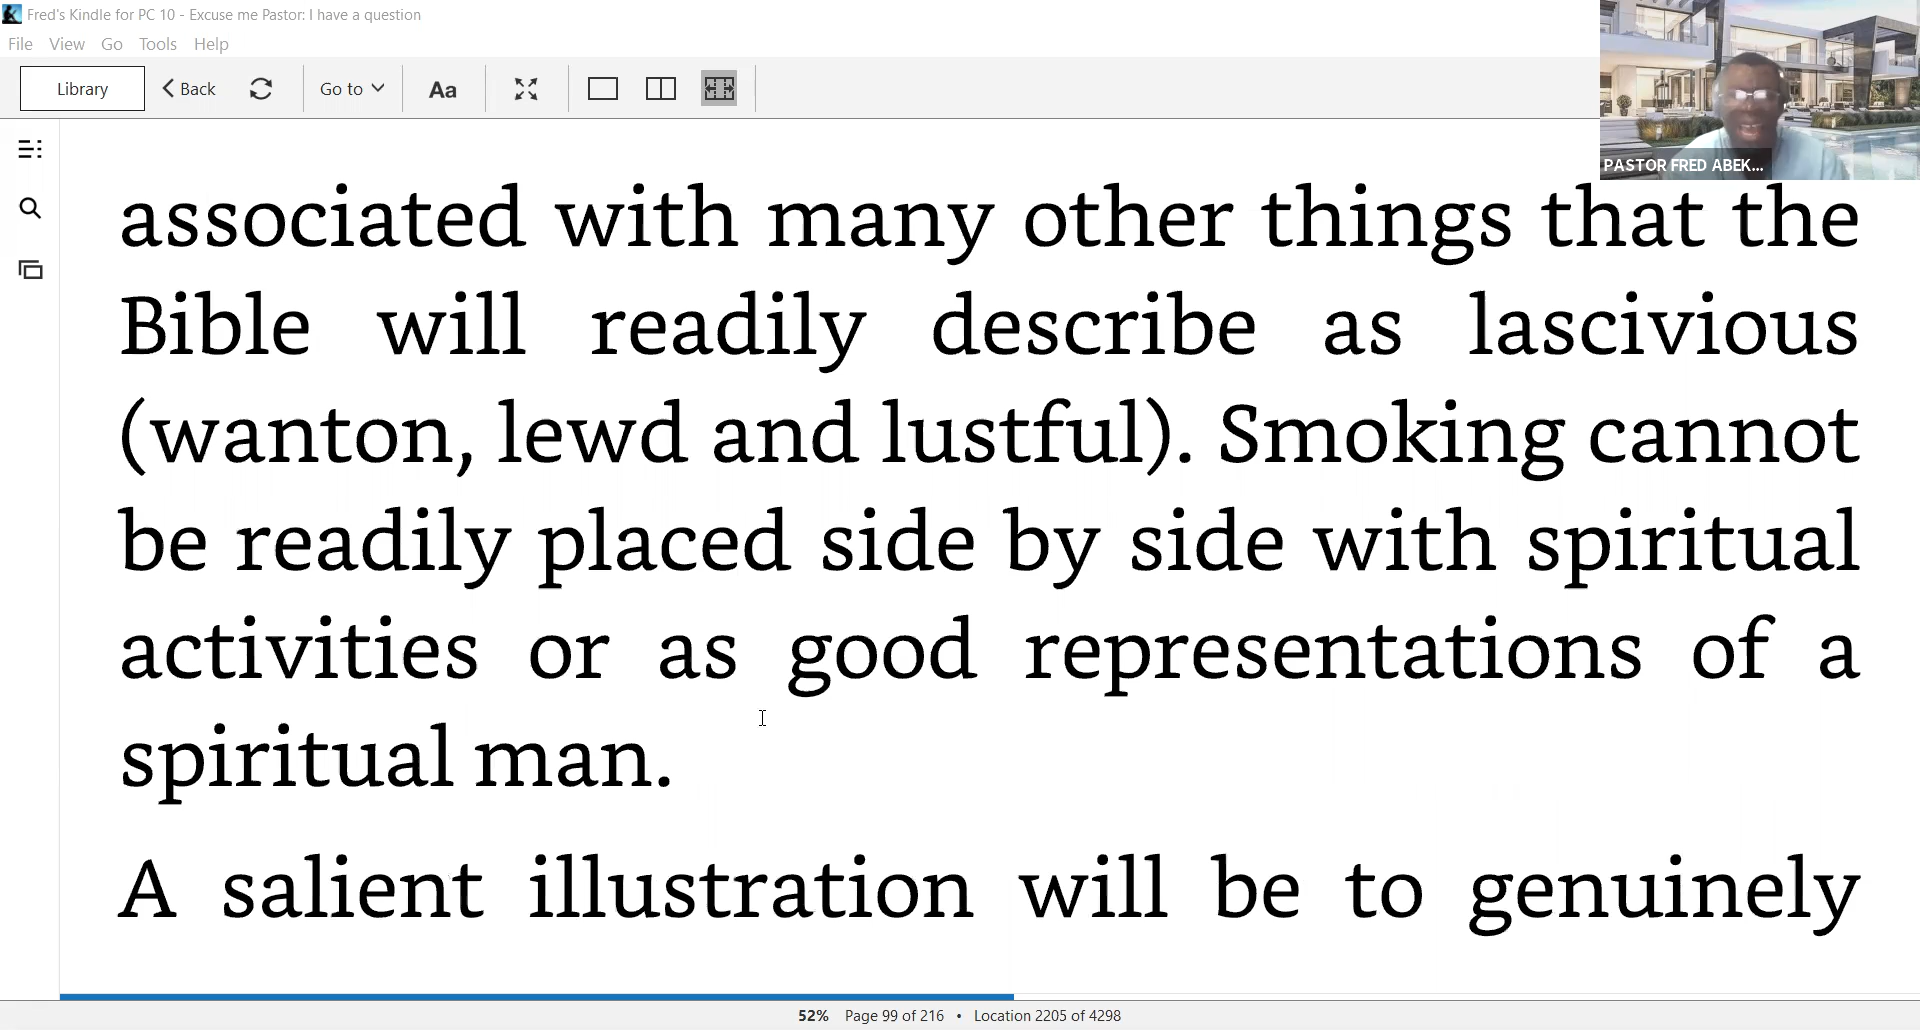 Fred's Kindle for PC 10 - Excuse me Pastor: I have a question
File View Go Tools Help
Library Back Go to Aa
PASTOR FRED ABEK...
associated with many other things that the
Bible will readily describe as lascivious
(wanton, lewd and lustful). Smoking cannot
be readily placed side by side with spiritual
activities or as good representations of a
spiritual man.
A salient illustration will be to genuinely
52% Page 99 of 216 • Location 2205 of 4298